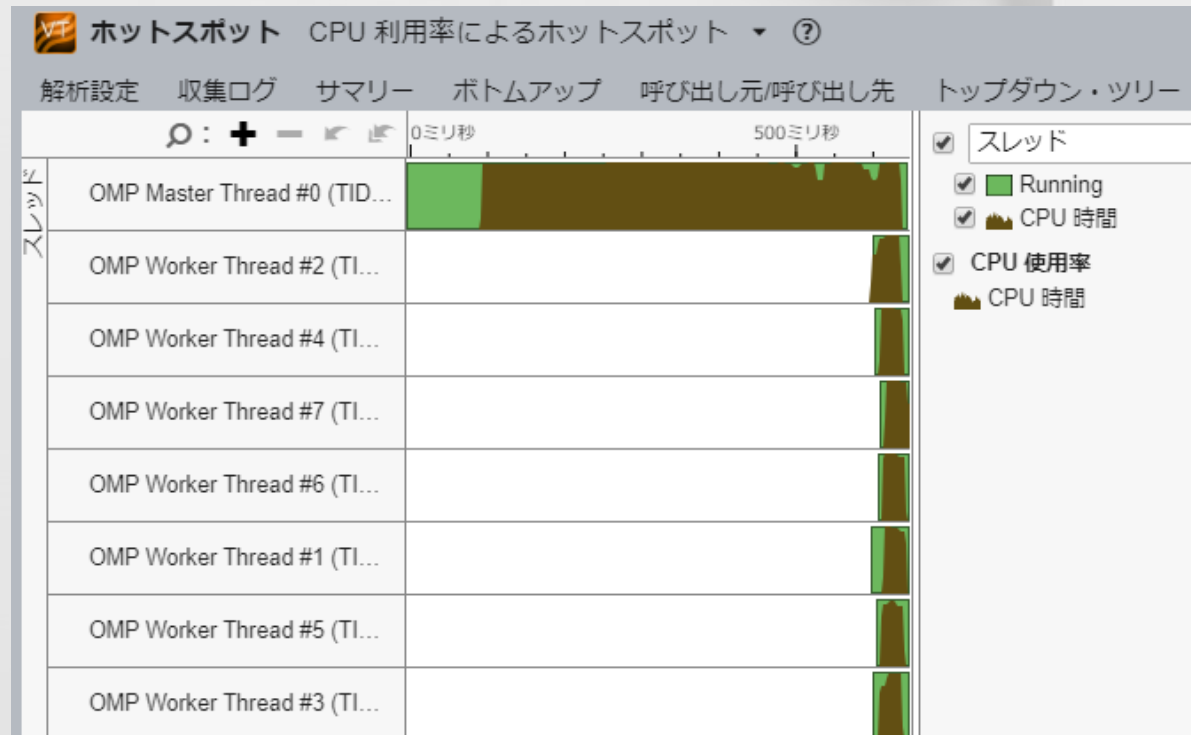 VT ホットスポット CPU 利用率によるホットスポット
解析設定 収集ログ サマリー ボトムアップ 呼び出し元/呼び出し先 トップダウン・ツリー
0ミリ秒 500ミリ秒
スレッド
OMP Master Thread #0 (TID...
OMP Worker Thread #2 (TI...
OMP Worker Thread #4 (TI...
OMP Worker Thread #7 (TI...
OMP Worker Thread #6 (TI...
OMP Worker Thread #1 (TI...
OMP Worker Thread #5 (TI...
OMP Worker Thread #3 (TI...
スレッド
Running
CPU 時間
CPU 使用率
CPU 時間